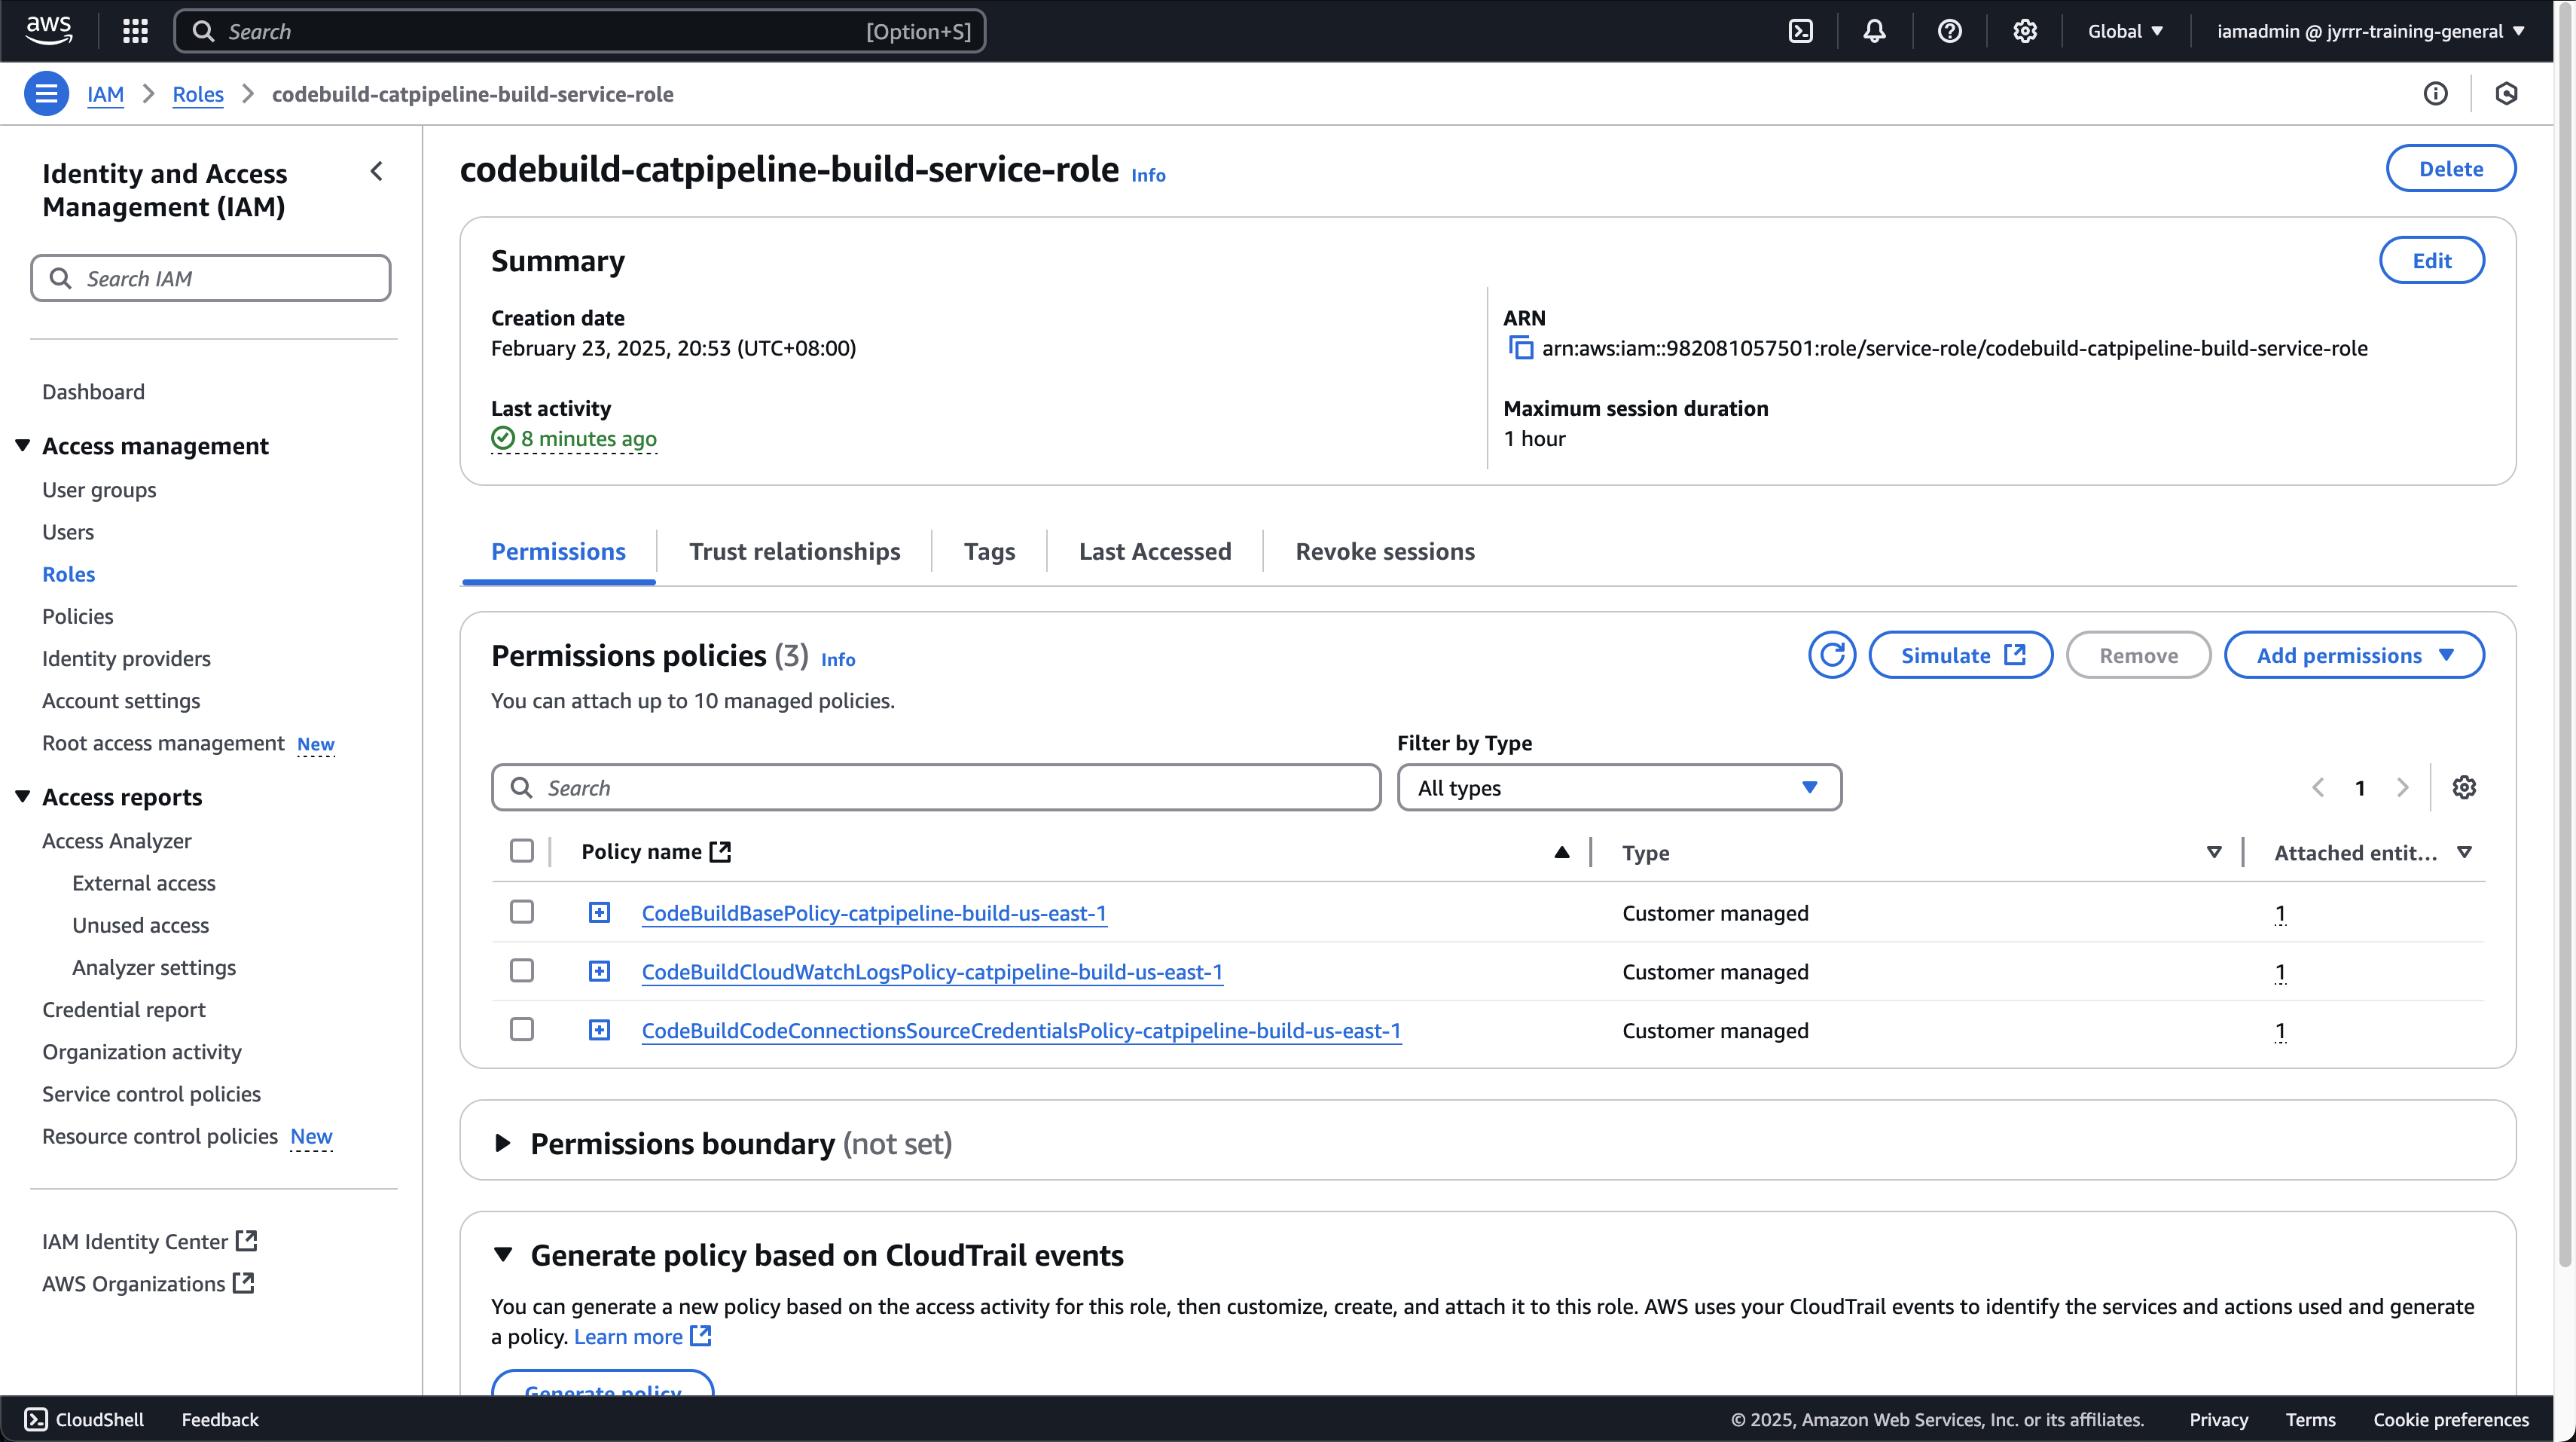 aws
Search
[Option+S]
Global
iamadmin @ jyrrr-training-general
IAM
Roles
codebuild-catpipeline-build-service-role
Identity and Access
Management (IAM)
Search IAM
Dashboard
Access management
User groups
Users
Roles
Policies
Identity providers
Account settings
Root access management New
Access reports
Access Analyzer
External access
Unused access
Analyzer settings
Credential report
Organization activity
Service control policies
Resource control policies New
IAM Identity Center
AWS Organizations
codebuild-catpipeline-build-service-role Info
Delete
Summary
Edit
Creation date
February 23, 2025, 20:53 (UTC+08:00)
ARN
arn:aws:iam::982081057501:role/service-role/codebuild-catpipeline-build-service-role
Last activity
8 minutes ago
Maximum session duration
1 hour
Permissions
Trust relationships
Tags
Last Accessed
Revoke sessions
Permissions policies (3) Info
Simulate
Remove
Add permissions
You can attach up to 10 managed policies.
Filter by Type
Search
All types
1
Policy name
Type
Attached entit...
CodeBuildBasePolicy-catpipeline-build-us-east-1
Customer managed
1
CodeBuildCloudWatchLogsPolicy-catpipeline-build-us-east-1
Customer managed
1
CodeBuildCodeConnectionsSourceCredentialsPolicy-catpipeline-build-us-east-1
Customer managed
1
Permissions boundary (not set)
Generate policy based on CloudTrail events
You can generate a new policy based on the access activity for this role, then customize, create, and attach it to this role. AWS uses your CloudTrail events to identify the services and actions used and generate
a policy. Learn more
Generate policy
CloudShell
Feedback
© 2025, Amazon Web Services, Inc. or its affiliates.
Privacy
Terms
Cookie preferences